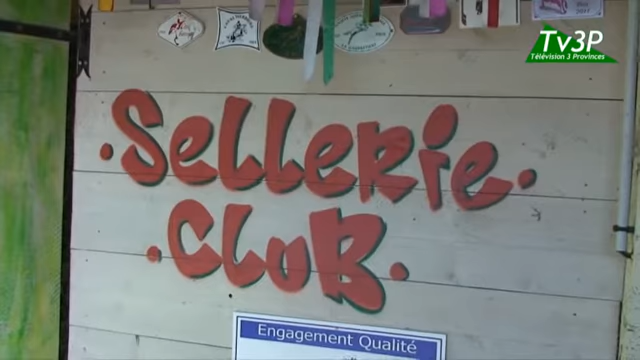 Tv3P
Télévision 3 Provinces
. Sellerie .
. Club .
Engagement Qualité